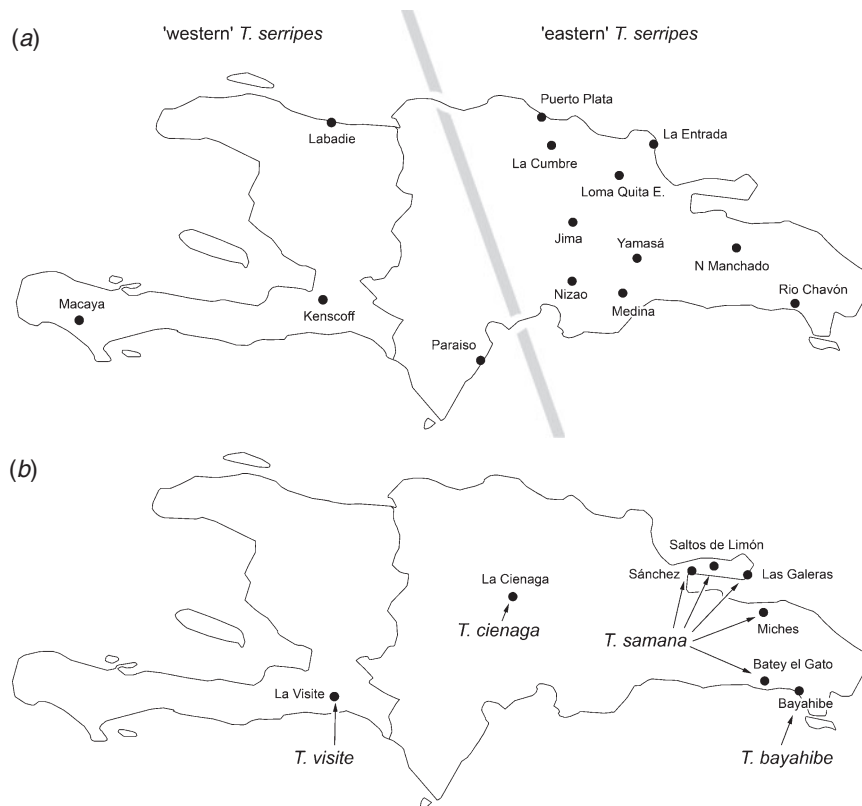 (a)
'western' T. serripes
'eastern' T. serripes
Puerto Plata
Labadie
La Entrada
La Cumbre
Loma Quita E.
Jima
Yamasá
N Manchado
Nizao
Rio Chavón
Macaya
Kenscoff
Medina
Paraiso
(b)
Saltos de Limón
Sánchez
Las Galeras
La Cienaga
T. cienaga
T. samana
Miches
Batey el Gato
La Visite
Bayahibe
T. visite
T. bayahibe